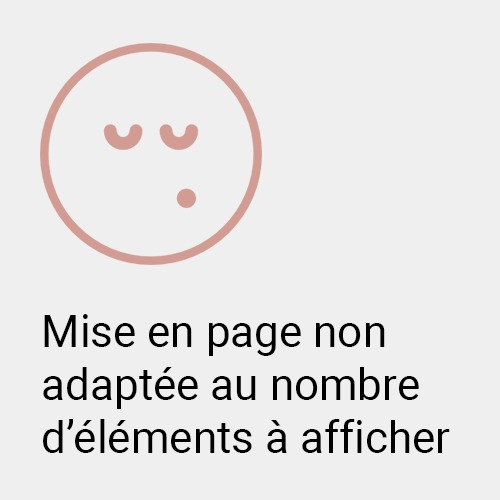 Mise en page non
adaptée au nombre
d’éléments à afficher